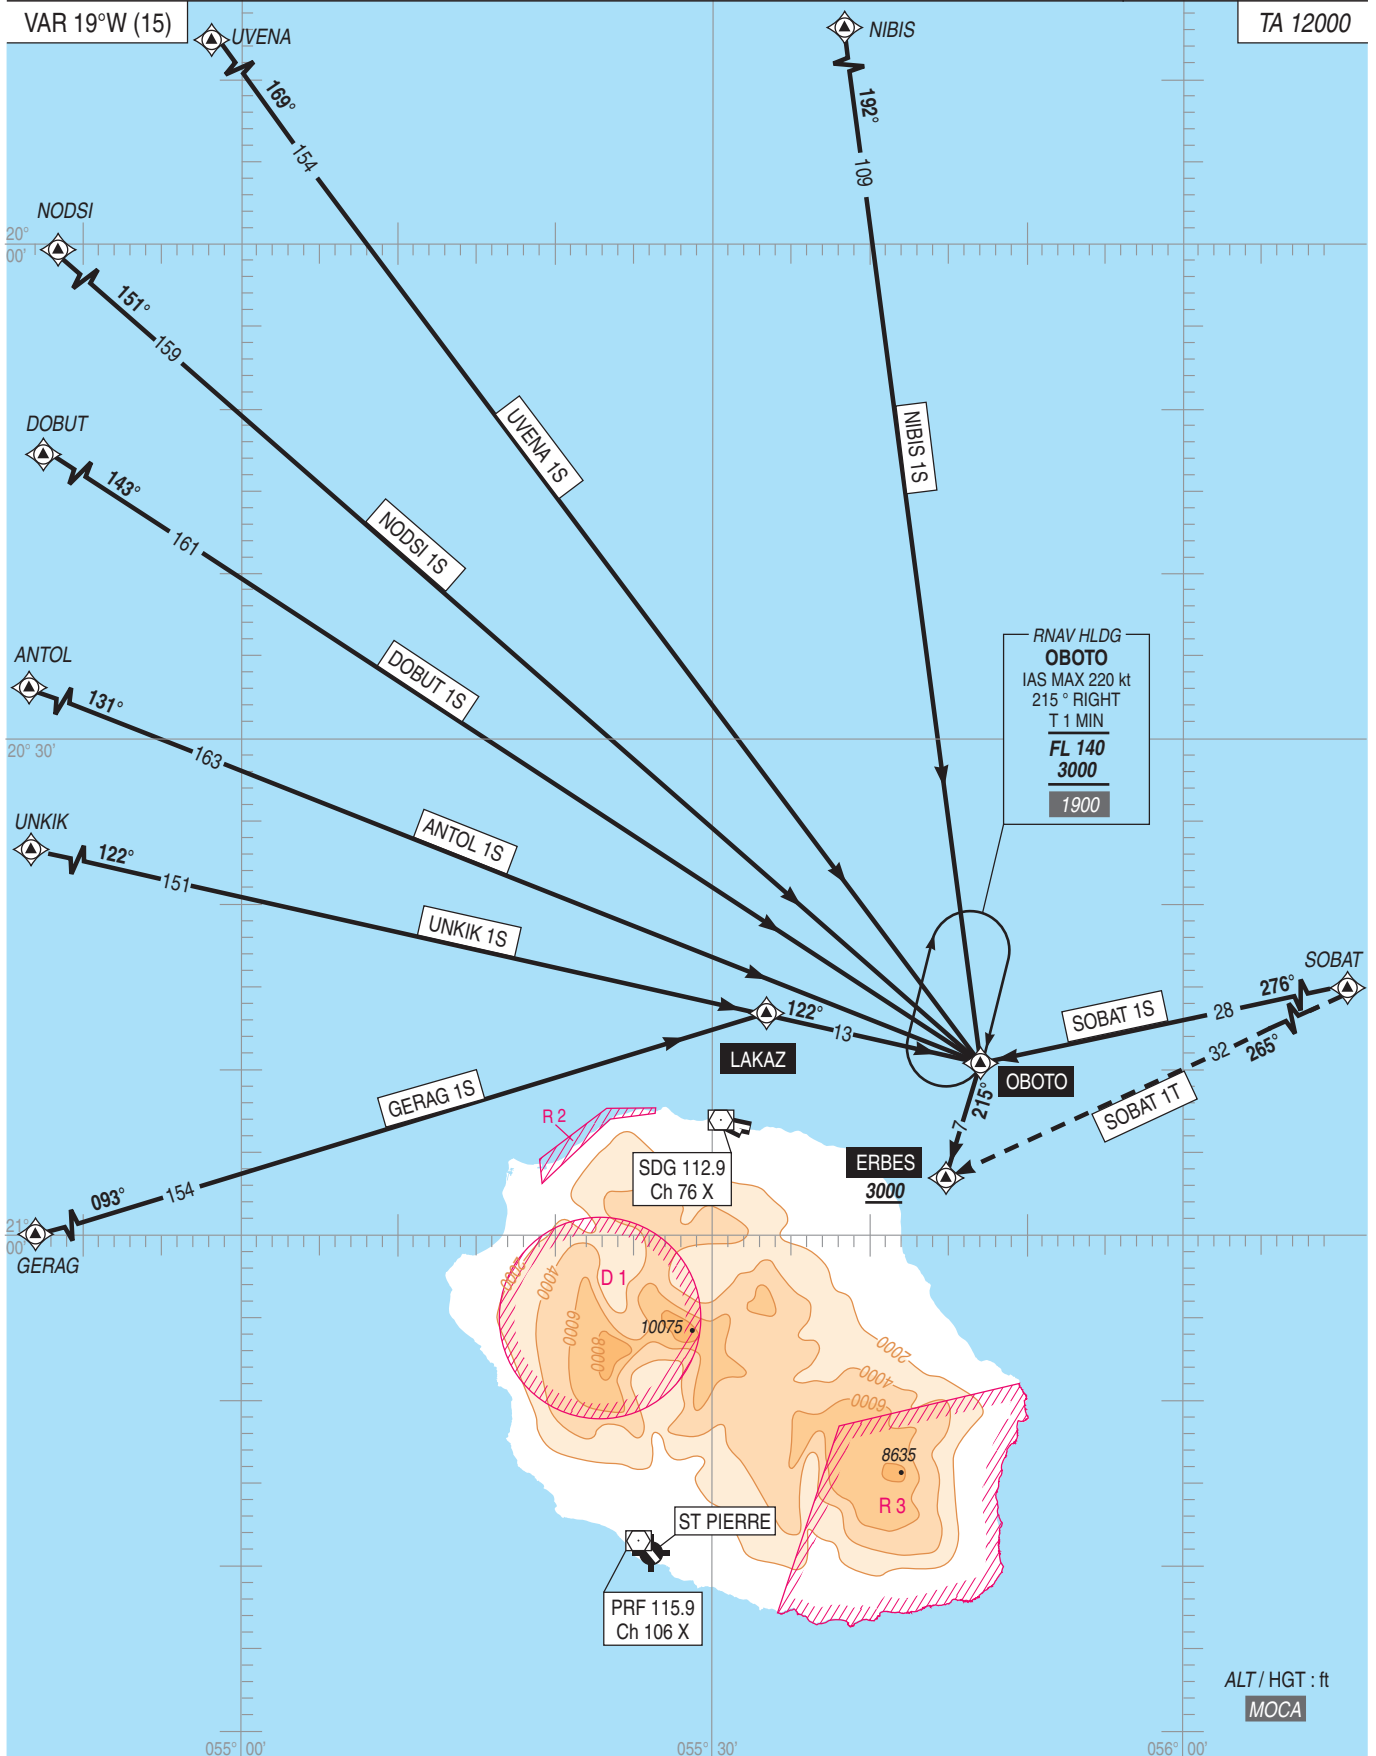 VAR 19°W (15)
TA 12000
UVENA
NIBIS
169°
154
192°
109
NODSI
20°
00'
151°
159
DOBUT
143°
161
UVENA 1S
NIBIS 1S
NODSI 1S
ANTOL
131°
163
DOBUT 1S
RNAV HLDG
OBOTO
IAS MAX 220 kt
215 ° RIGHT
T 1 MIN
FL 140
3000
1900
20° 30'
UNKIK
122°
151
ANTOL 1S
UNKIK 1S
SOBAT
276°
28
SOBAT 1S
122°
13
LAKAZ
OBOTO
32
265°
SOBAT 1T
215°
7
GERAG 1S
R 2
SDG 112.9
Ch 76 X
ERBES
3000
093°
154
21°
00'
GERAG
2000
4000
6000
8000
D 1
10075
2000
4000
6000
8635
R 3
ST PIERRE
PRF 115.9
Ch 106 X
ALT / HGT : ft
MOCA
055° 00'
055° 30'
056° 00'